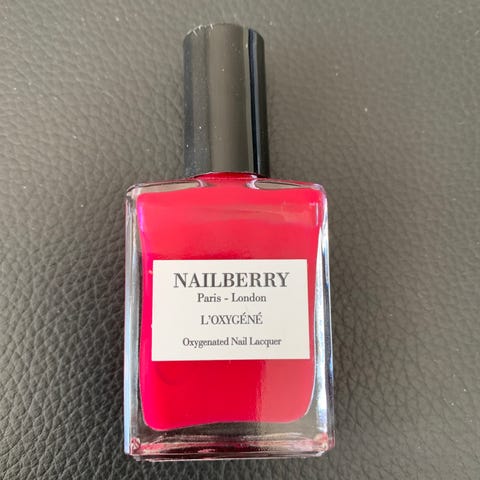 NAILBERRY
Paris - London
L'OXYGÉNÉ
Oxygenated Nail Lacquer